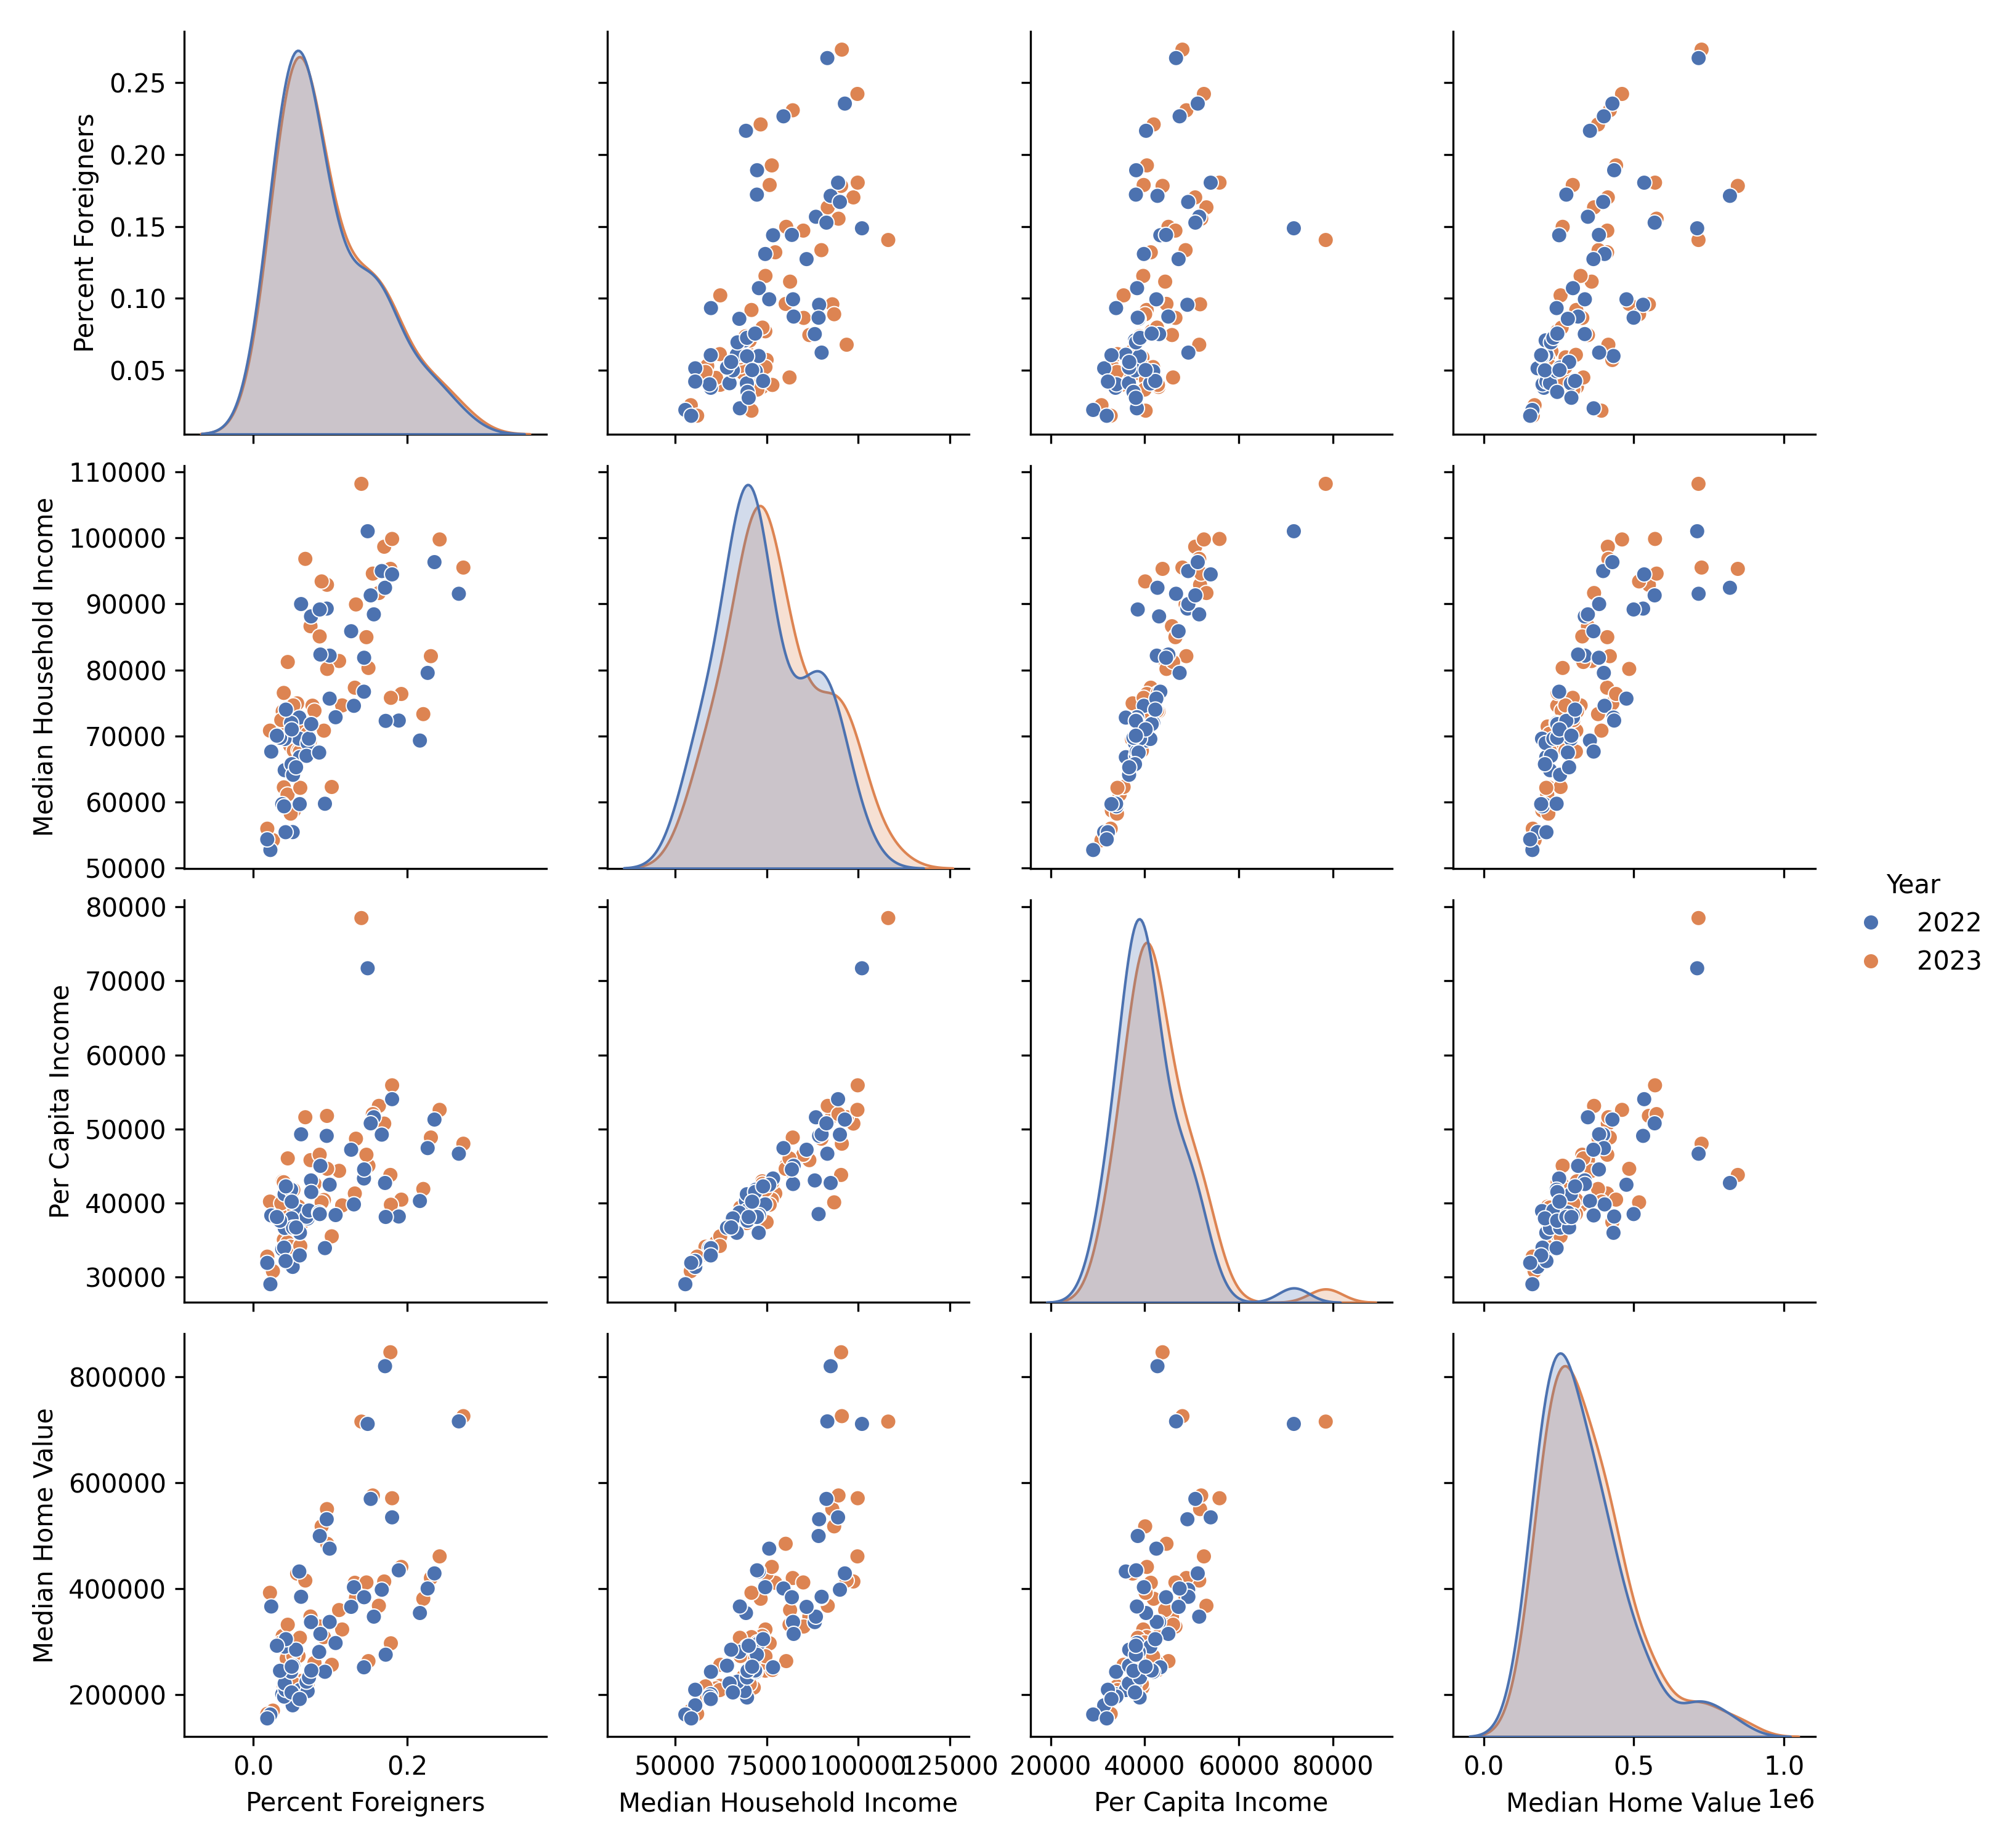 0.25
0.20
0.15
0.10
0.05
Percent Foreigners
110000
100000
90000
80000
70000
60000
50000
Median Household Income
80000
70000
60000
50000
40000
30000
Per Capita Income
800000
600000
400000
200000
Median Home Value
0.0 0.2
Percent Foreigners
50000 75000 100000 125000
Median Household Income
20000 40000 60000 80000
Per Capita Income
0.0 0.5 1.0
Median Home Value 1e6
Year
2022
2023